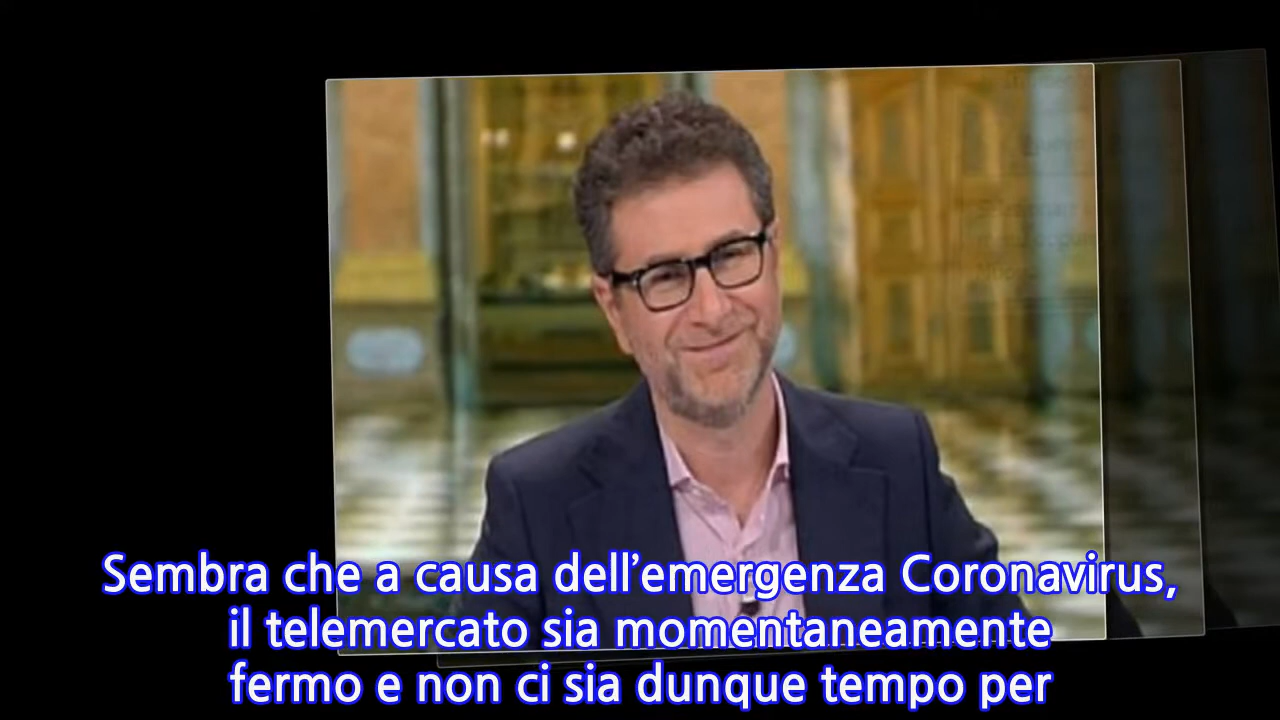 Sembra che a causa dell’emergenza Coronavirus,
il telemercato sia momentaneamente
fermo e non ci sia dunque tempo per